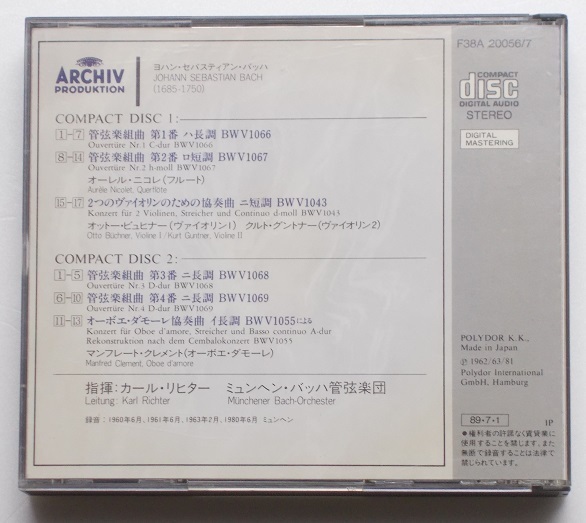 ARCHIV
PRODUKTION
ヨハン・セバスティアン・バッハ
JOHANN SEBASTIAN BACH
(1685-1750)
COMPACT DISC 1:
1-7 管弦楽組曲 第1番 ハ長調 BWV1066
Ouvertüre Nr.1 C-dur BWV1066
8-14 管弦楽組曲 第2番 ロ短調 BWV1067
Ouvertüre Nr.2 h-moll BWV1067
オーレル・ニコレ(フルート)
Aurèle Nicolet, Querflöte
15-17 2つのヴァイオリンのための協奏曲 ニ短調 BWV1043
Konzert für 2 Violinen, Streicher und Continuo d-moll BWV1043
オットー・ビュヒナー(ヴァイオリン1) クルト・グントナー(ヴァイオリン2)
Otto Büchner, Violine I / Kurt Guntner, Violine II
COMPACT DISC 2:
1-5 管弦楽組曲 第3番 ニ長調 BWV1068
Ouvertüre Nr.3 D-dur BWV1068
6-10 管弦楽組曲 第4番 ニ長調 BWV1069
Ouvertüre Nr.4 D-dur BWV1069
11-13 オーボエ・ダモーレ協奏曲 イ長調 BWV1055による
Konzert für Oboe d'amore, Streicher und Basso continuo A-dur
Rekonstruktion nach dem Cembalokonzert BWV1055
マンフレート・クレメント(オーボエ・ダモーレ)
Manfred Clement, Oboe d'amore
指揮:カール・リヒター ミュンヘン・バッハ管弦楽団
Leitung: Karl Richter Münchener Bach-Orchester
録音:1960年6月, 1961年6月, 1963年2月, 1980年6月 ミュンヘン
F38A 20056/7
COMPACT
disc
DIGITAL AUDIO
STEREO
DIGITAL
MASTERING
POLYDOR K.K.,
Made in Japan
Ⓟ 1962/63/81
Polydor International
GmbH, Hamburg
89・7・1
1P
●権利者の許諾なく賃貸業に
使用することを禁じます。また
無断で録音することは法律で
禁じられています。